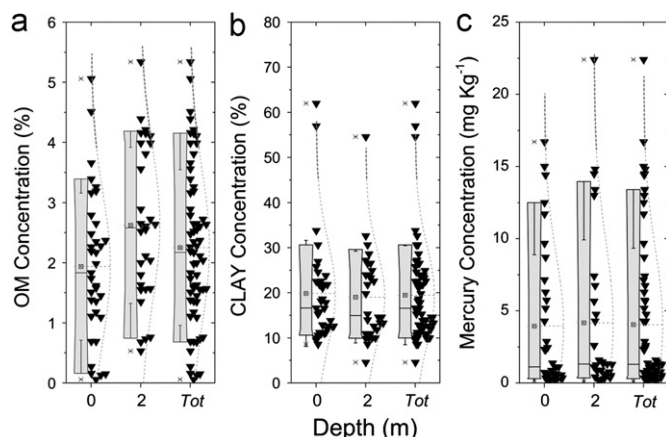 a
b
c
OM Concentration (%)
6
5
4
3
2
1
0
0 2 Tot
CLAY Concentration (%)
80
70
60
50
40
30
20
10
0
0 2 Tot
Depth (m)
Mercury Concentration (mg Kg⁻¹)
25
20
15
10
5
0
0 2 Tot